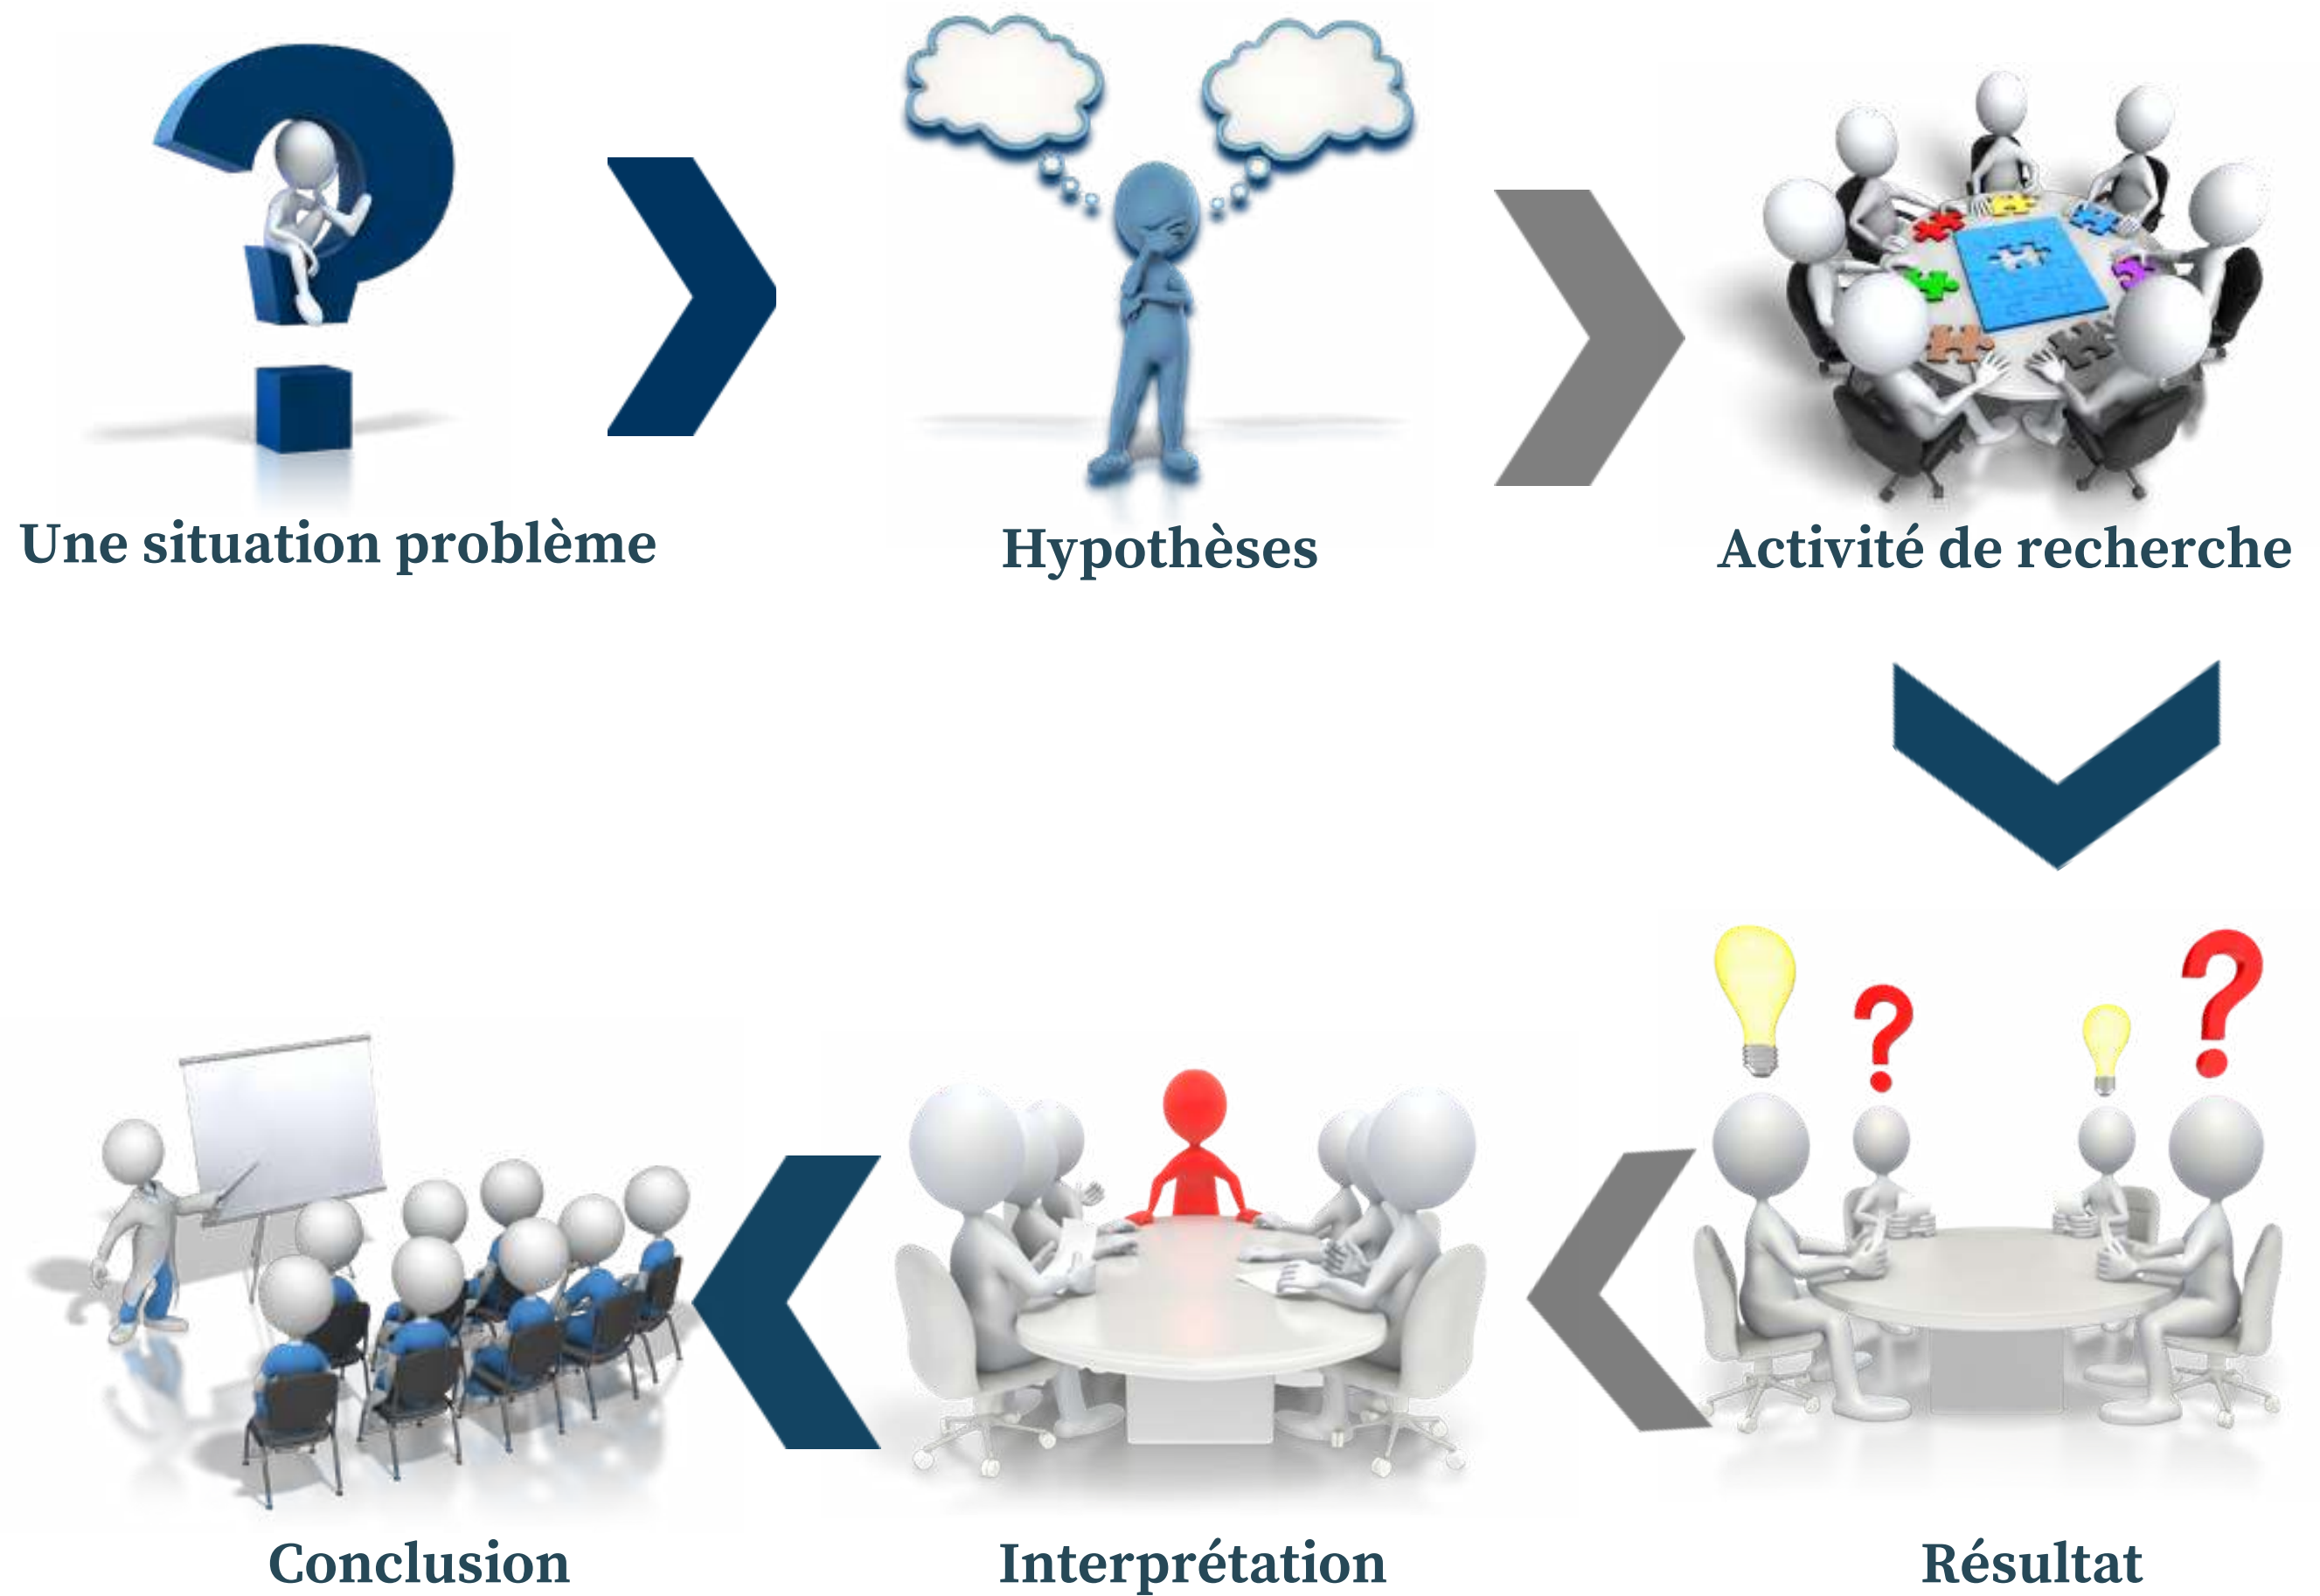 Une situation problème
Hypothèses
Activité de recherche
Résultat
Interprétation
Conclusion